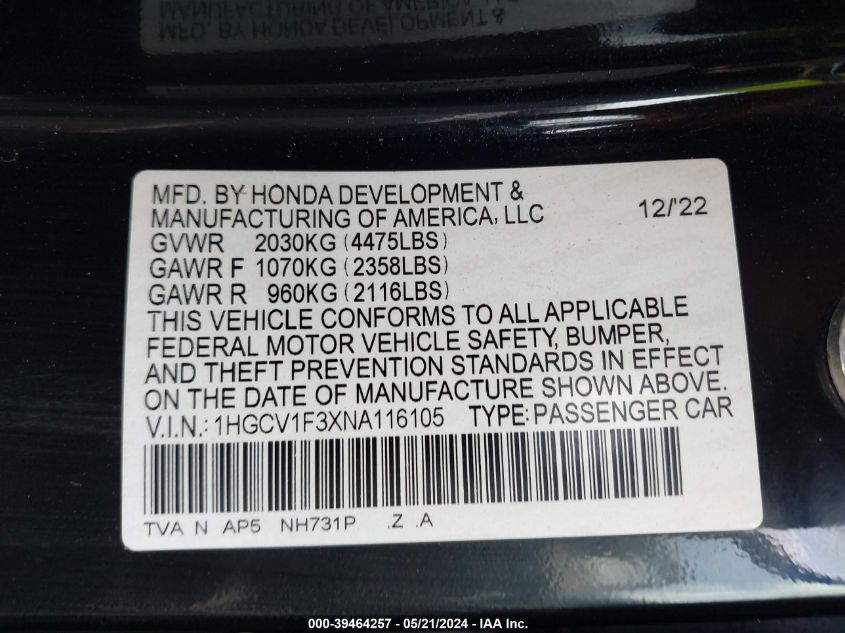 MFD. BY HONDA DEVELOPMENT &
MANUFACTURING OF AMERICA, LLC 12/'22
GVWR 2030KG (4475LBS)
GAWR F 1070KG (2358LBS)
GAWR R 960KG (2116LBS)
THIS VEHICLE CONFORMS TO ALL APPLICABLE
FEDERAL MOTOR VEHICLE SAFETY, BUMPER,
AND THEFT PREVENTION STANDARDS IN EFFECT
ON THE DATE OF MANUFACTURE SHOWN ABOVE.
V.I.N.: 1HGCV1F3XNA116105 TYPE: PASSENGER CAR
TVA N AP5 NH731P .Z .A
000-39464257 - 05/21/2024 - IAA Inc.